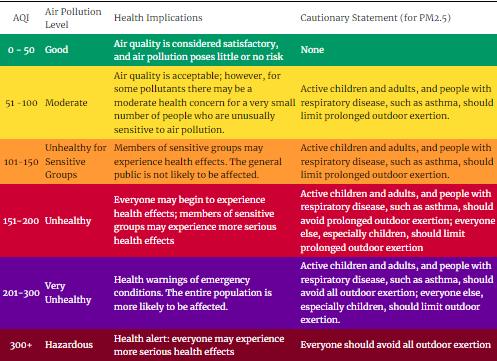 AQI
Air Pollution
Level
Health Implications
Cautionary Statement (for PM2.5)
0 - 50
Good
Air quality is considered satisfactory,
and air pollution poses little or no risk
None
51 -100
Moderate
Air quality is acceptable; however, for
some pollutants there may be a
moderate health concern for a very small
number of people who are unusually
sensitive to air pollution.
Active children and adults, and people with
respiratory disease, such as asthma, should
limit prolonged outdoor exertion.
101-150
Unhealthy for
Sensitive
Groups
Members of sensitive groups may
experience health effects. The general
public is not likely to be affected.
Active children and adults, and people with
respiratory disease, such as asthma, should
limit prolonged outdoor exertion.
151-200
Unhealthy
Everyone may begin to experience
health effects; members of sensitive
groups may experience more serious
health effects
Active children and adults, and people with
respiratory disease, such as asthma, should
avoid prolonged outdoor exertion; everyone
else, especially children, should limit
prolonged outdoor exertion
201-300
Very
Unhealthy
Health warnings of emergency
conditions. The entire population is
more likely to be affected.
Active children and adults, and people with
respiratory disease, such as asthma, should
avoid all outdoor exertion; everyone else,
especially children, should limit outdoor
exertion.
300+
Hazardous
Health alert: everyone may experience
more serious health effects
Everyone should avoid all outdoor exertion